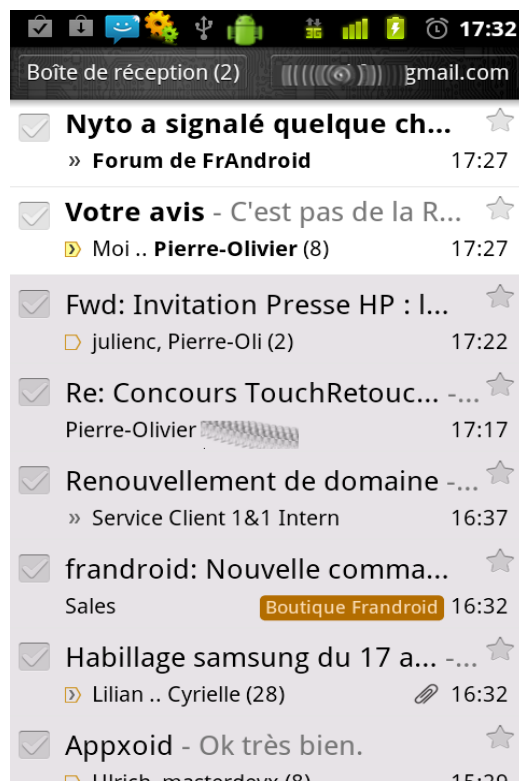 3G 17:32
Boîte de réception (2) gmail.com
Nyto a signalé quelque ch...
» Forum de FrAndroid 17:27
Votre avis - C'est pas de la R...
Moi .. Pierre-Olivier (8) 17:27
Fwd: Invitation Presse HP : l...
julienc, Pierre-Oli (2) 17:22
Re: Concours TouchRetouc... -...
Pierre-Olivier 17:17
Renouvellement de domaine -...
» Service Client 1&1 Intern 16:37
frandroid: Nouvelle comma...
Sales Boutique Frandroid 16:32
Habillage samsung du 17 a... -...
Lilian .. Cyrielle (28) 16:32
Appxoid - Ok très bien.